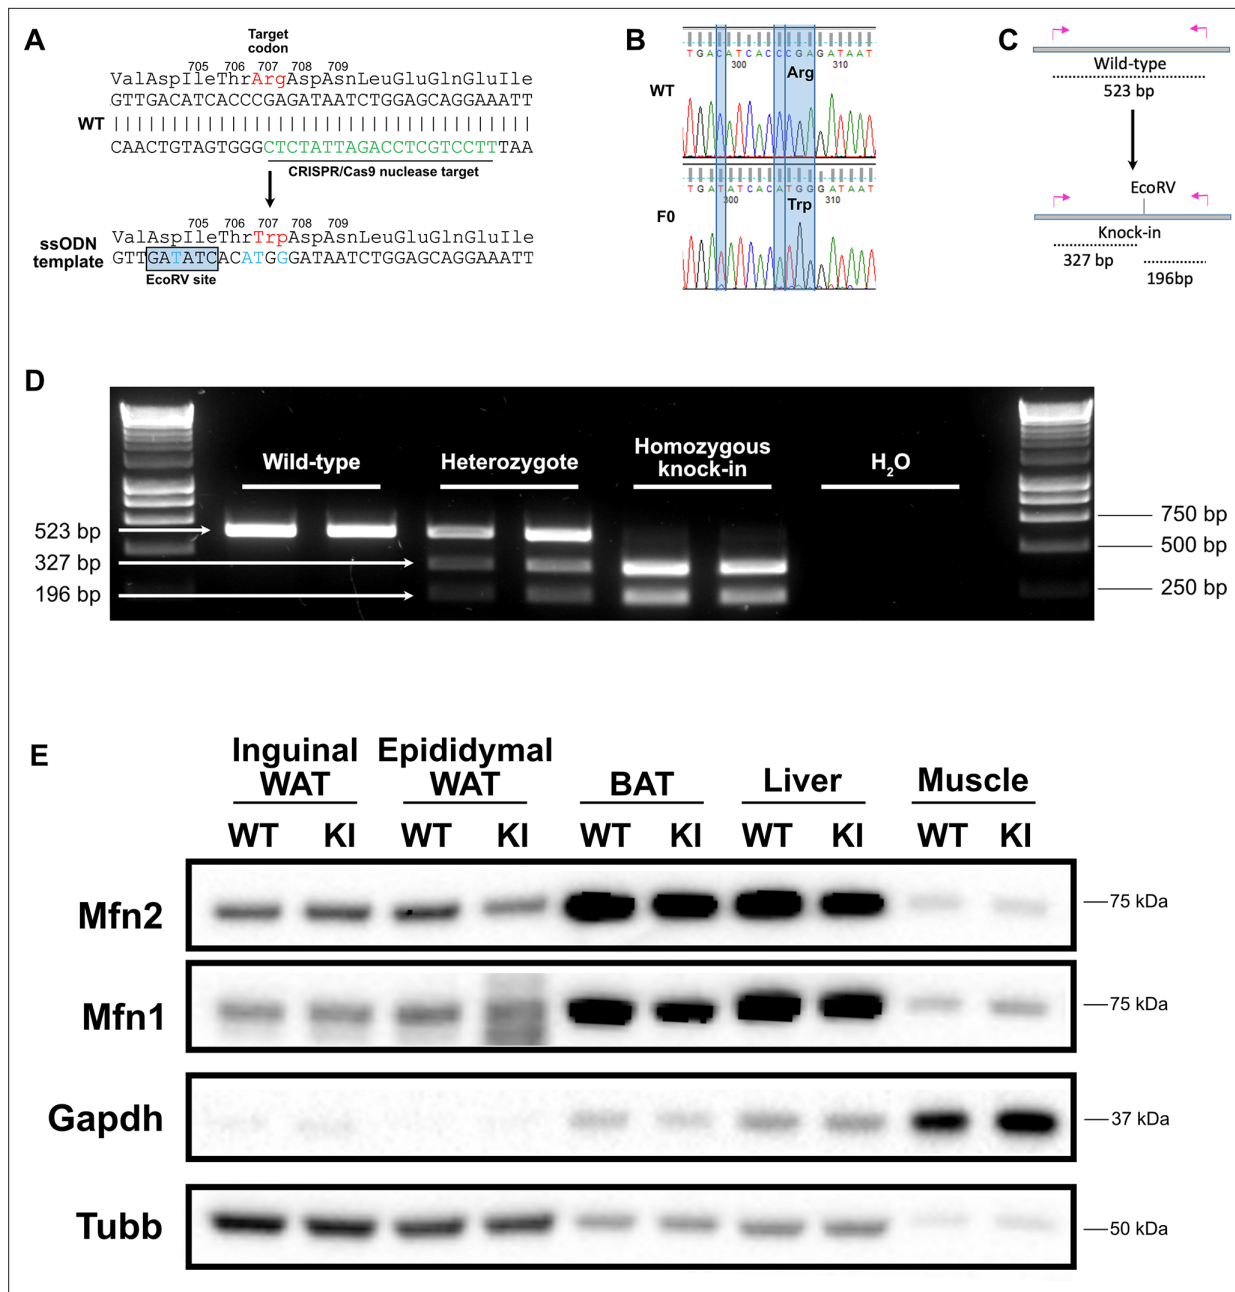 A
Target
codon
705 706 707 708 709
ValAspIleThrArgAspAsnLeuGluGlnGluIle
GTTGACATCACCCGAGATAATCTGGAGCAGGAAATT
WT
CAACTGTAGTGGGCTCTATTAGACCTCGTCCTTTAA
CRISPR/Cas9 nuclease target
705 706 707 708 709
ssODN
template
ValAspIleThrTrpAspAsnLeuGluGlnGluIle
GTTGATATCACATGGGATAATCTGGAGCAGGAAATT
EcoRV site
B
TGACATCACCCGAGATAAT
300 310
Arg
WT
TGATATCACATGGGATAAT
300 310
Trp
F0
C
Wild-type
523 bp
EcoRV
Knock-in
327 bp
196bp
D
Wild-type
Heterozygote
Homozygous
knock-in
H2O
523 bp
327 bp
196 bp
750 bp
500 bp
250 bp
E
Inguinal
WAT
Epididymal
WAT
BAT
Liver
Muscle
WT KI WT KI WT KI WT KI WT KI
Mfn2
75 kDa
Mfn1
75 kDa
Gapdh
37 kDa
Tubb
50 kDa